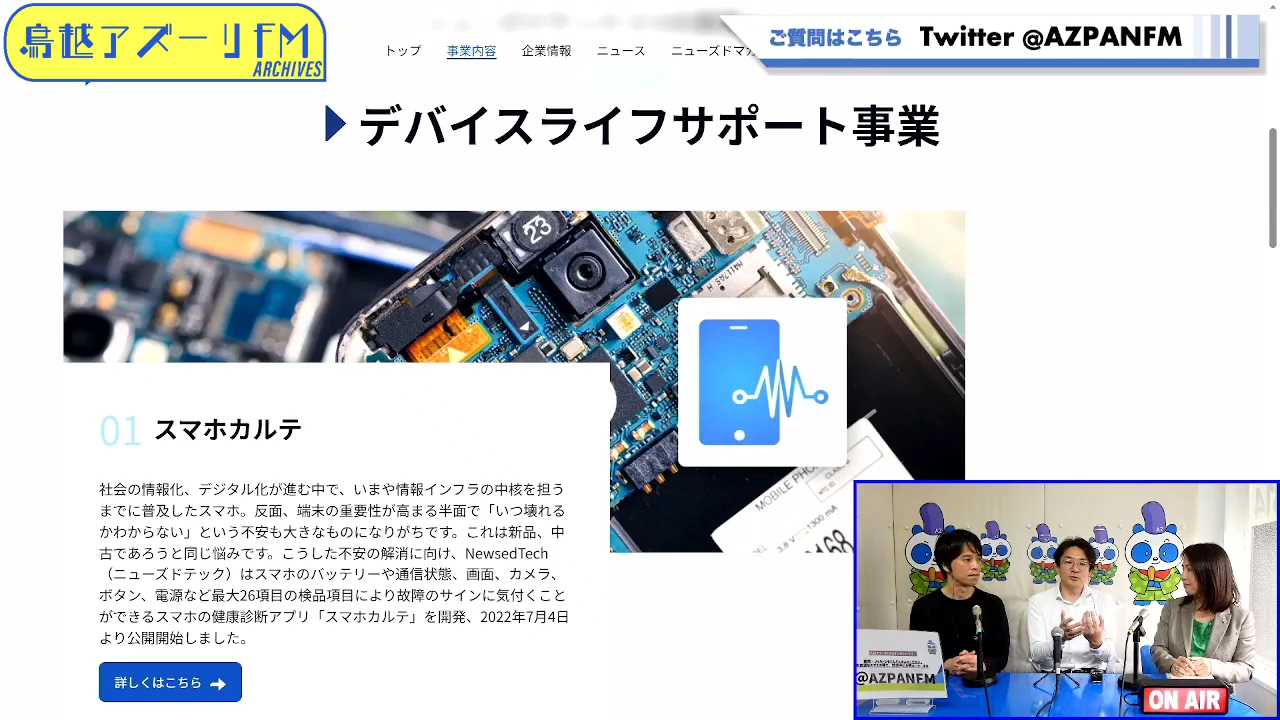 鳥越アズーリFM
ARCHIVES
トップ 事業内容 企業情報 ニュース ニューズドマガ
ご質問はこちら Twitter @AZPANFM
デバイスライフサポート事業
23
M417A5 H
MOBILE PHO
3.8 V 1300 mA
168
01 スマホカルテ
社会の情報化、デジタル化が進む中で、いまや情報インフラの中核を担う
までに普及したスマホ。反面、端末の重要性が高まる半面で「いつ壊れる
かわからない」という不安も大きなものになりがちです。これは新品、中
古であろうと同じ悩みです。こうした不安の解消に向け、NewsedTech
（ニューズドテック）はスマホのバッテリーや通信状態、画面、カメラ、
ボタン、電源など最大26項目の検品項目により故障のサインに気付くこと
ができるスマホの健康診断アプリ「スマホカルテ」を開発、2022年7月4日
より公開開始しました。
詳しくはこちら
@AZPANFM
ON AIR